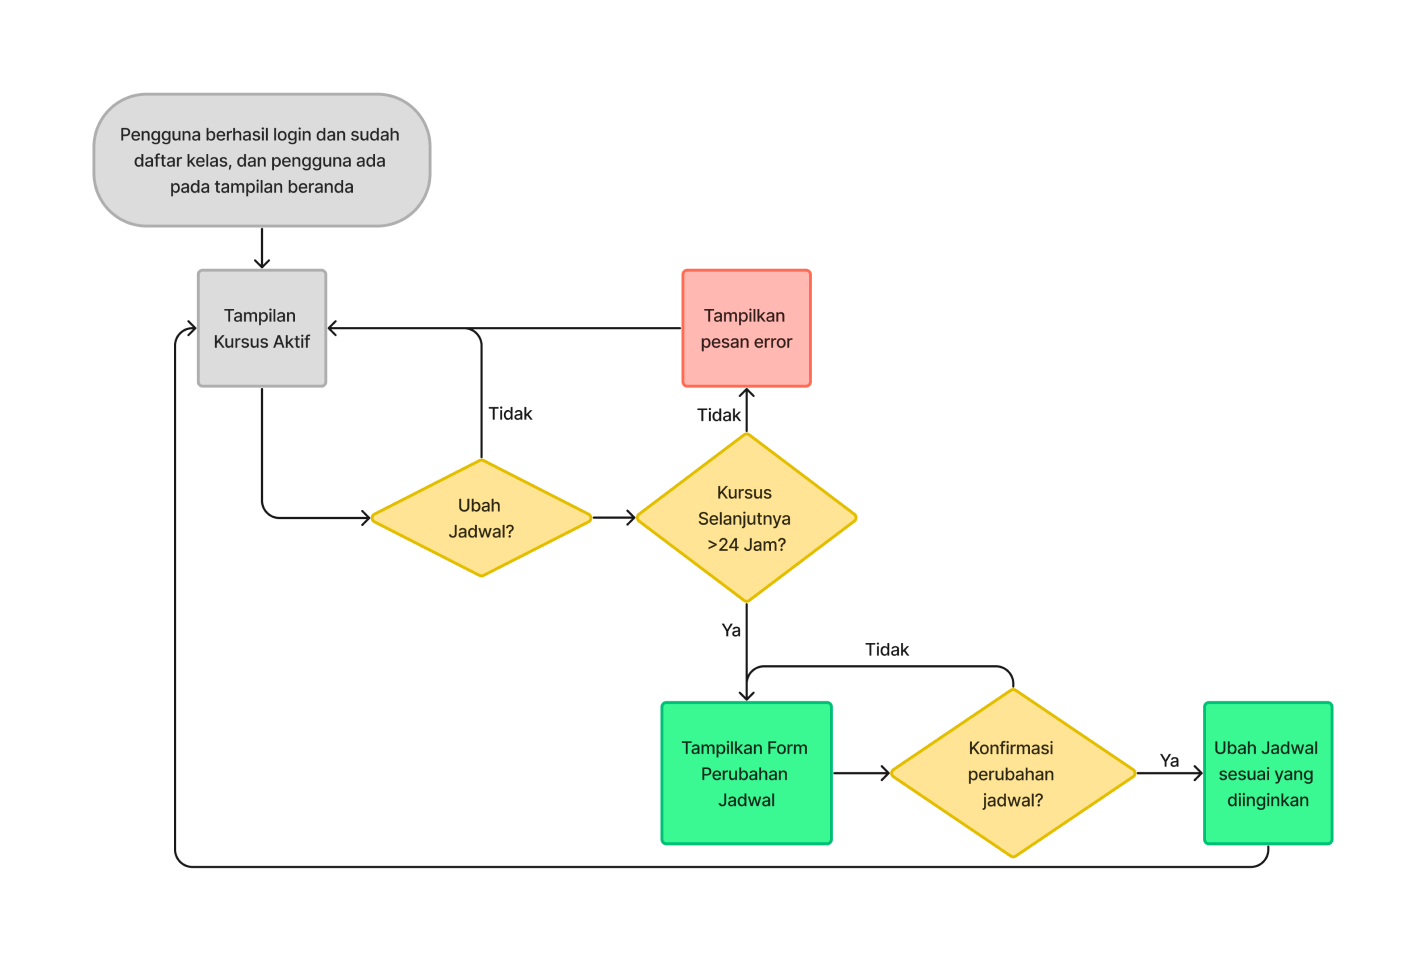 Pengguna berhasil login dan sudah
daftar kelas, dan pengguna ada
pada tampilan beranda
Tampilan
Kursus Aktif
Tampilkan
pesan error
Tidak
Tidak
Ubah
Jadwal?
Kursus
Selanjutnya
>24 Jam?
Ya
Tidak
Tampilkan Form
Perubahan
Jadwal
Konfirmasi
perubahan
jadwal?
Ya
Ubah Jadwal
sesuai yang
diinginkan